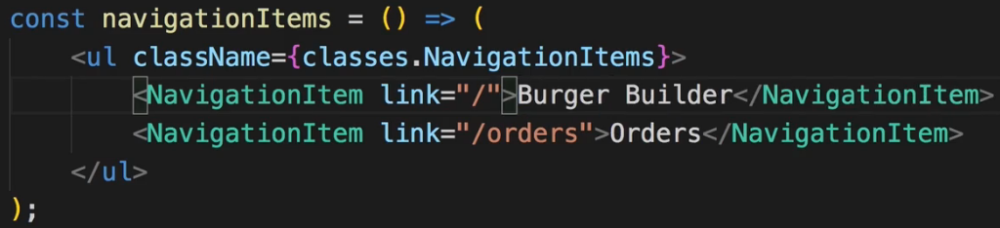 const navigationItems = () => (
    <ul className={classes.NavigationItems}>
        <NavigationItem link="/">Burger Builder</NavigationItem>
        <NavigationItem link="/orders">Orders</NavigationItem>
    </ul>
);